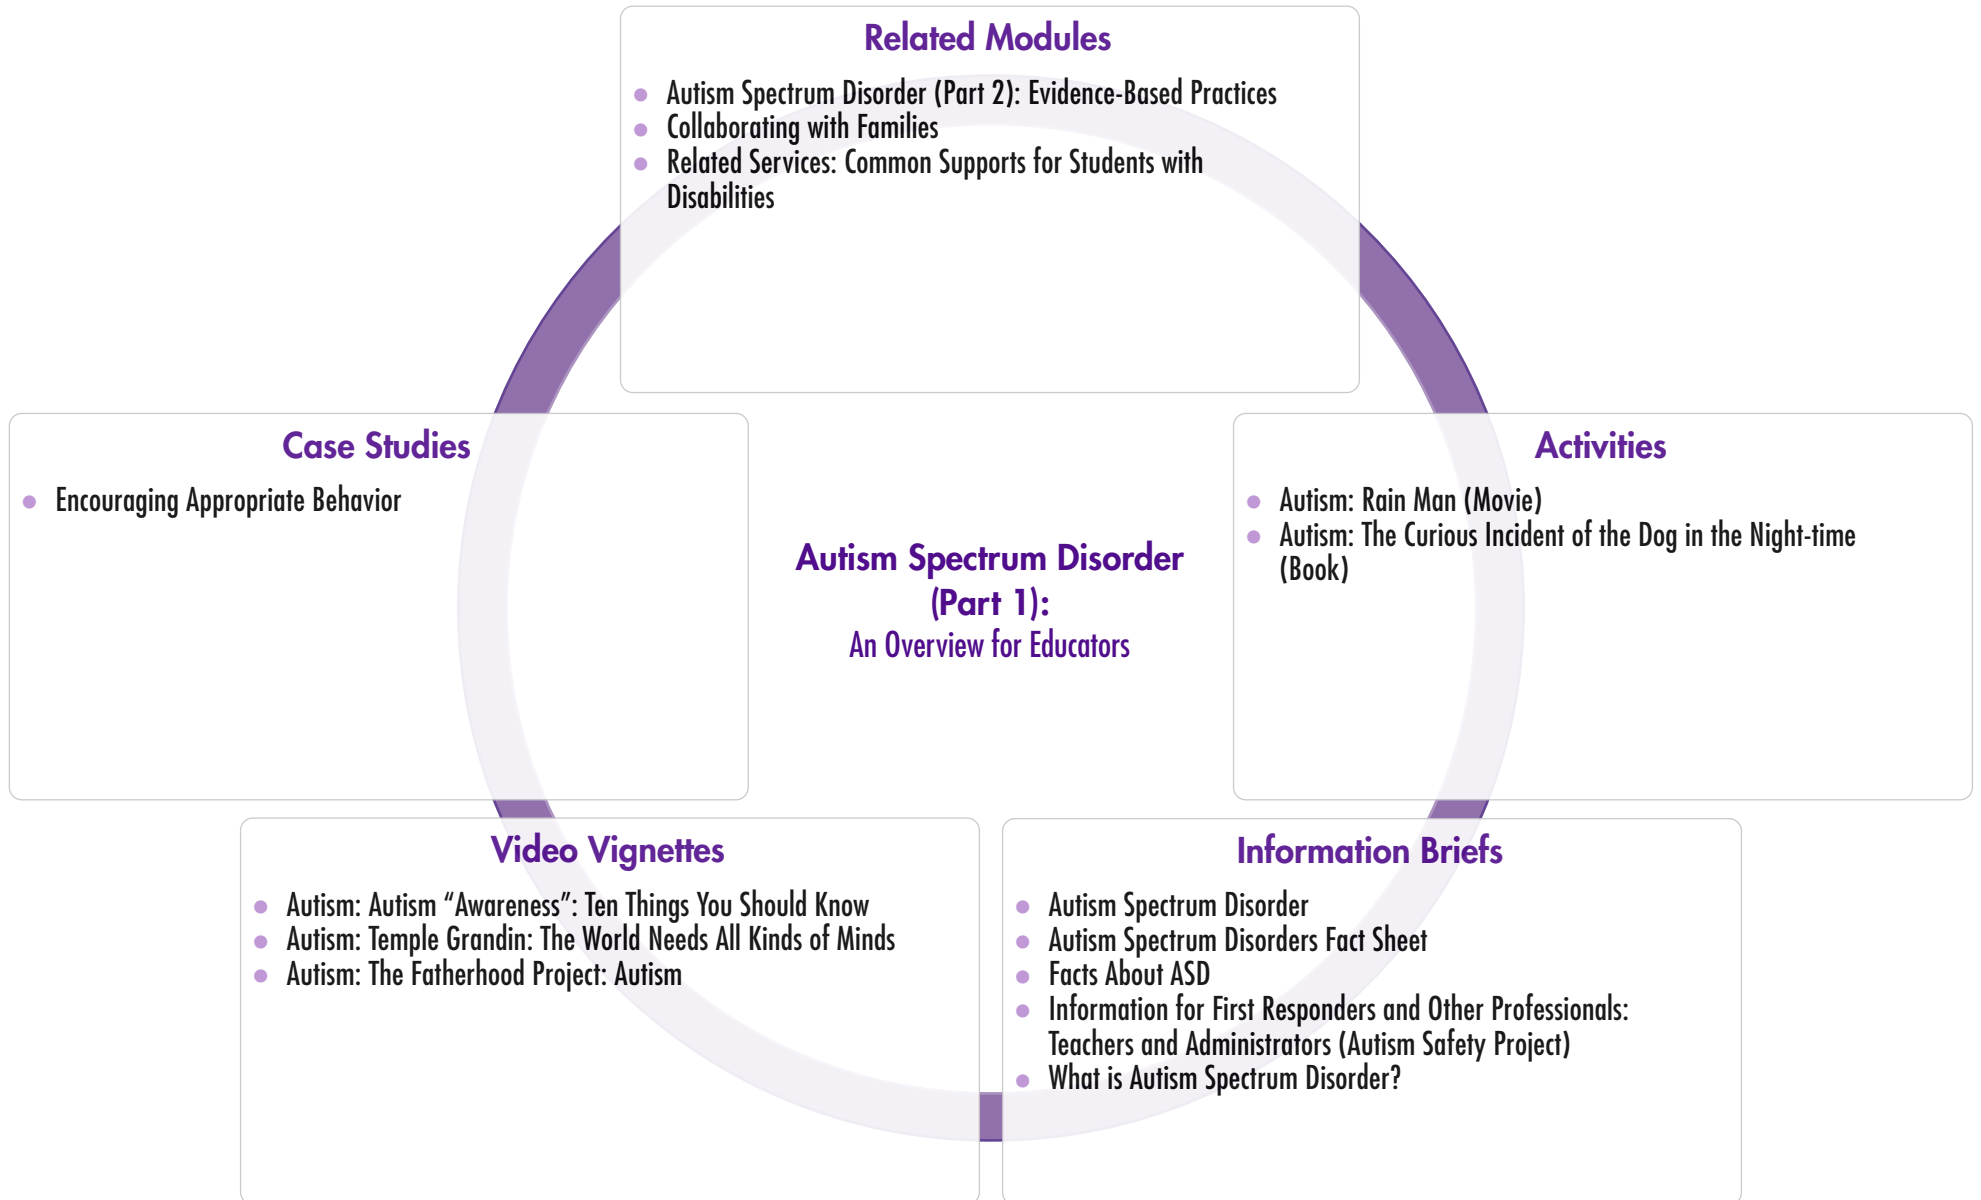 Related Modules
Autism Spectrum Disorder (Part 2): Evidence-Based Practices
Collaborating with Families
Related Services: Common Supports for Students with
Disabilities
Case Studies
Encouraging Appropriate Behavior
Autism Spectrum Disorder
(Part 1):
An Overview for Educators
Activities
Autism: Rain Man (Movie)
Autism: The Curious Incident of the Dog in the Night-time
(Book)
Video Vignettes
Autism: Autism “Awareness”: Ten Things You Should Know
Autism: Temple Grandin: The World Needs All Kinds of Minds
Autism: The Fatherhood Project: Autism
Information Briefs
Autism Spectrum Disorder
Autism Spectrum Disorders Fact Sheet
Facts About ASD
Information for First Responders and Other Professionals:
Teachers and Administrators (Autism Safety Project)
What is Autism Spectrum Disorder?